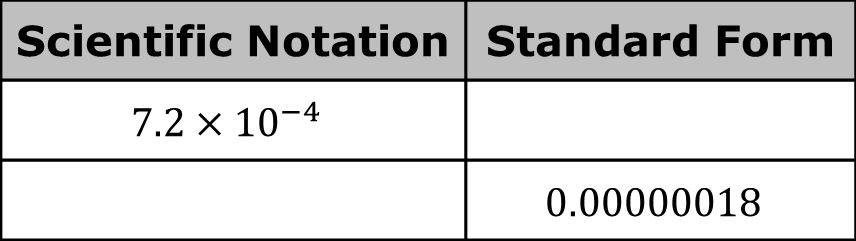 Scientific Notation Standard Form
7.2 × 10⁻⁴
0.00000018